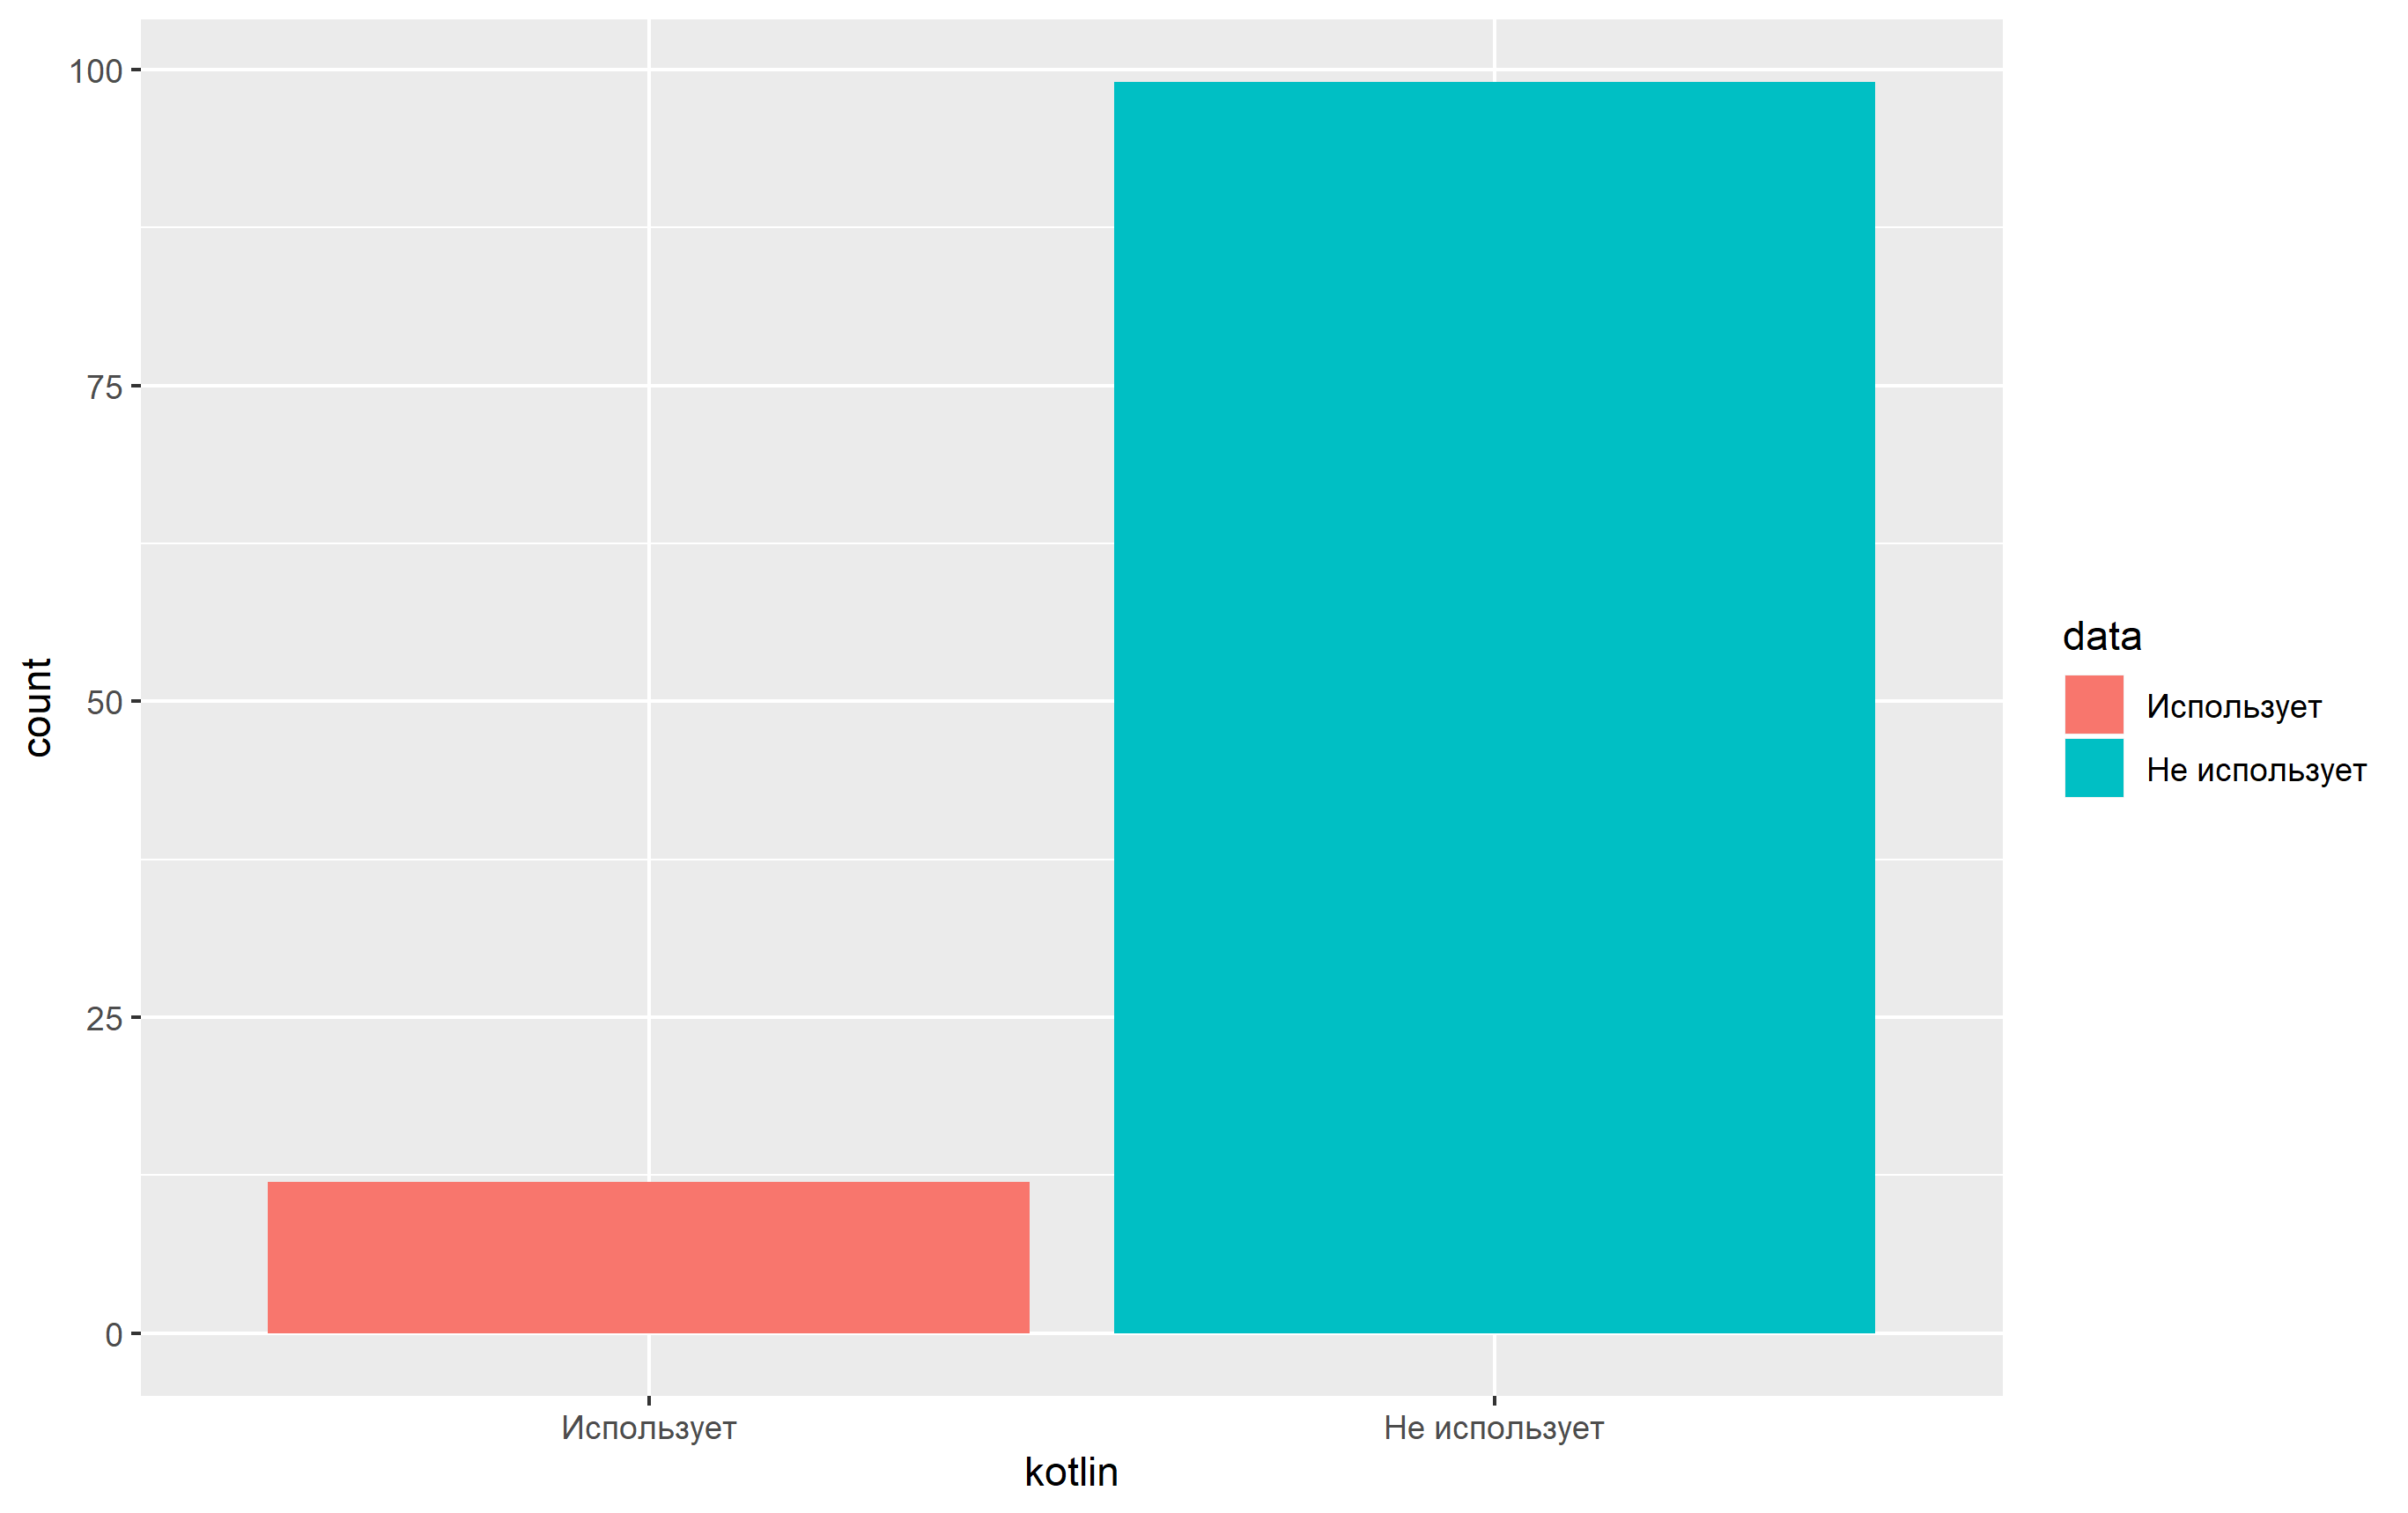 100
75
50
25
0
count
Использует
Не использует
kotlin
data
Использует
Не использует